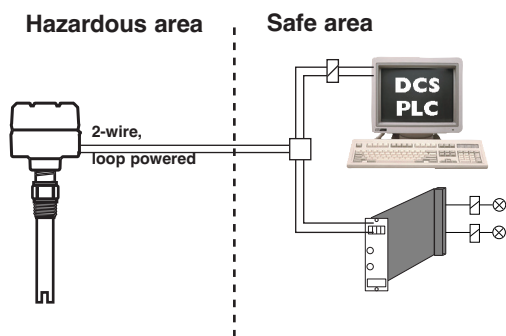 Hazardous area
Safe area
2-wire,
loop powered
DCS
PLC